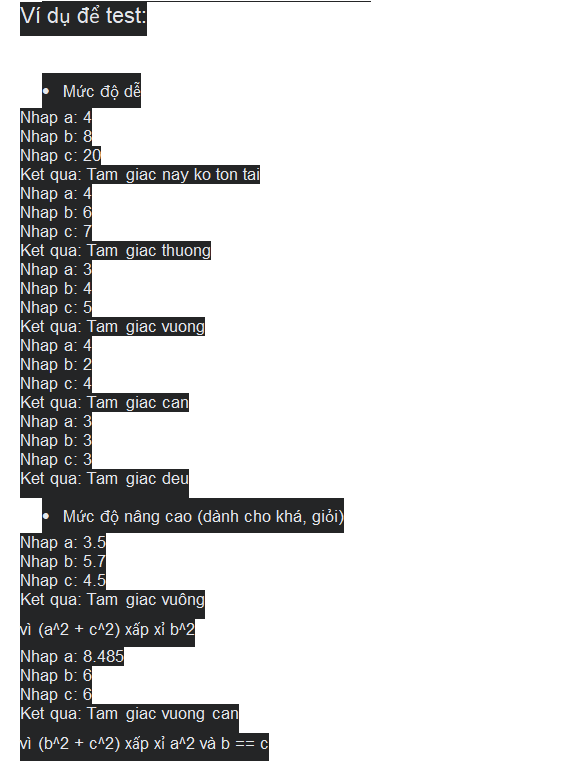 Ví dụ để test:
• Mức độ dễ
Nhap a: 4
Nhap b: 8
Nhap c: 20
Ket qua: Tam giac nay ko ton tai
Nhap a: 4
Nhap b: 6
Nhap c: 7
Ket qua: Tam giac thuong
Nhap a: 3
Nhap b: 4
Nhap c: 5
Ket qua: Tam giac vuong
Nhap a: 4
Nhap b: 2
Nhap c: 4
Ket qua: Tam giac can
Nhap a: 3
Nhap b: 3
Nhap c: 3
Ket qua: Tam giac deu
• Mức độ nâng cao (dành cho khá, giỏi)
Nhap a: 3.5
Nhap b: 5.7
Nhap c: 4.5
Ket qua: Tam giac vuông
vì (a^2 + c^2) xấp xỉ b^2
Nhap a: 8.485
Nhap b: 6
Nhap c: 6
Ket qua: Tam giac vuong can
vì (b^2 + c^2) xấp xỉ a^2 và b == c